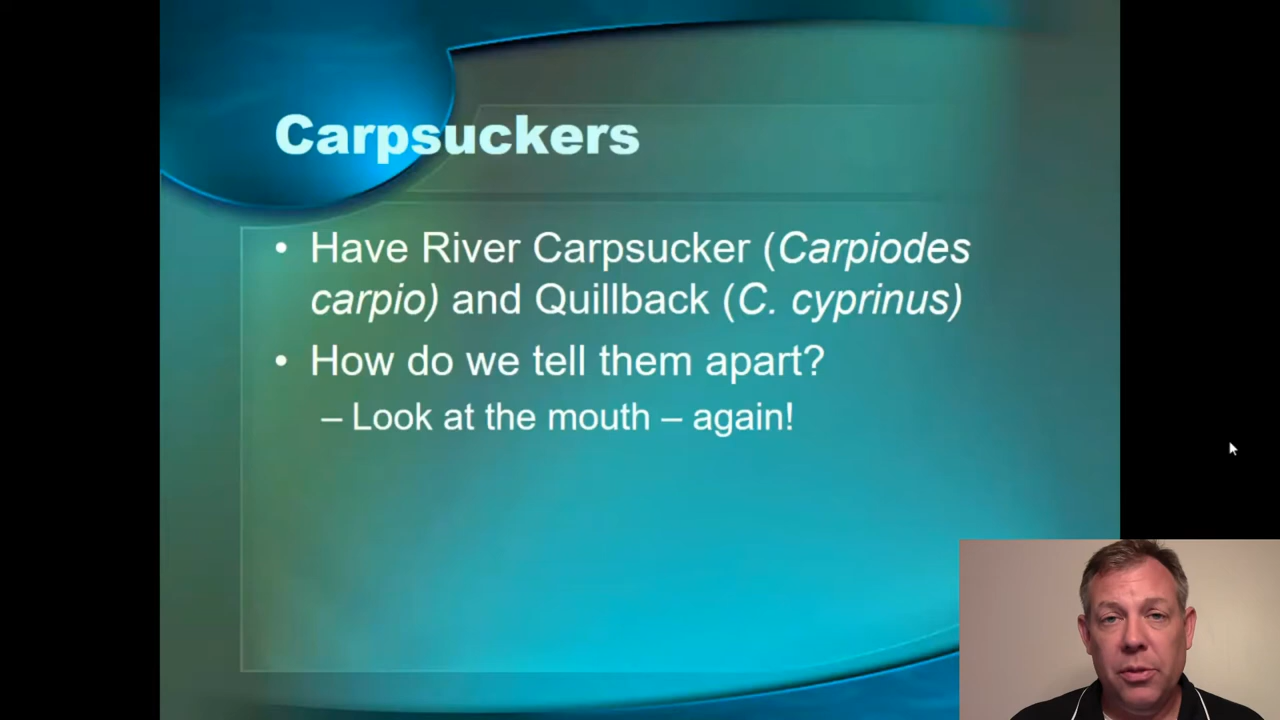 Carpsuckers
• Have River Carpsucker (Carpiodes
carpio) and Quillback (C. cyprinus)
• How do we tell them apart?
– Look at the mouth – again!